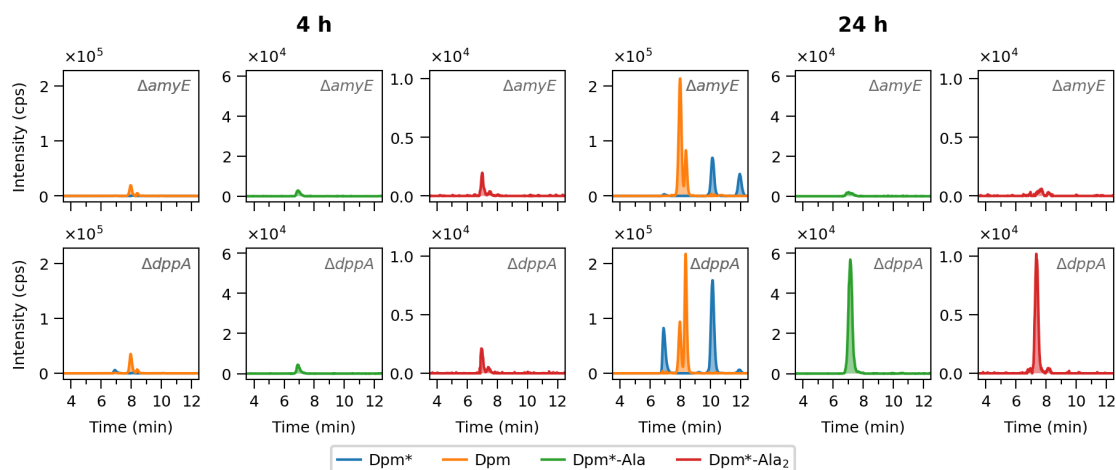 4 h
24 h
×10⁵ ×10⁴ ×10⁴ ×10⁵ ×10⁴ ×10⁴
ΔamyE ΔamyE ΔamyE ΔamyE ΔamyE ΔamyE
Intensity (cps)
2 6 1.0 2 6 1.0
4 4
1 0.5 1 0.5
2 2
0 0 0.0 0 0 0.0
×10⁵ ×10⁴ ×10⁴ ×10⁵ ×10⁴ ×10⁴
ΔdppA ΔdppA ΔdppA ΔdppA ΔdppA ΔdppA
Intensity (cps)
2 6 1.0 2 6 1.0
4 4
1 0.5 1 0.5
2 2
0 0 0.0 0 0 0.0
4 6 8 10 12 4 6 8 10 12 4 6 8 10 12 4 6 8 10 12 4 6 8 10 12 4 6 8 10 12
Time (min) Time (min) Time (min) Time (min) Time (min) Time (min)
Dpm* Dpm Dpm*-Ala Dpm*-Ala₂